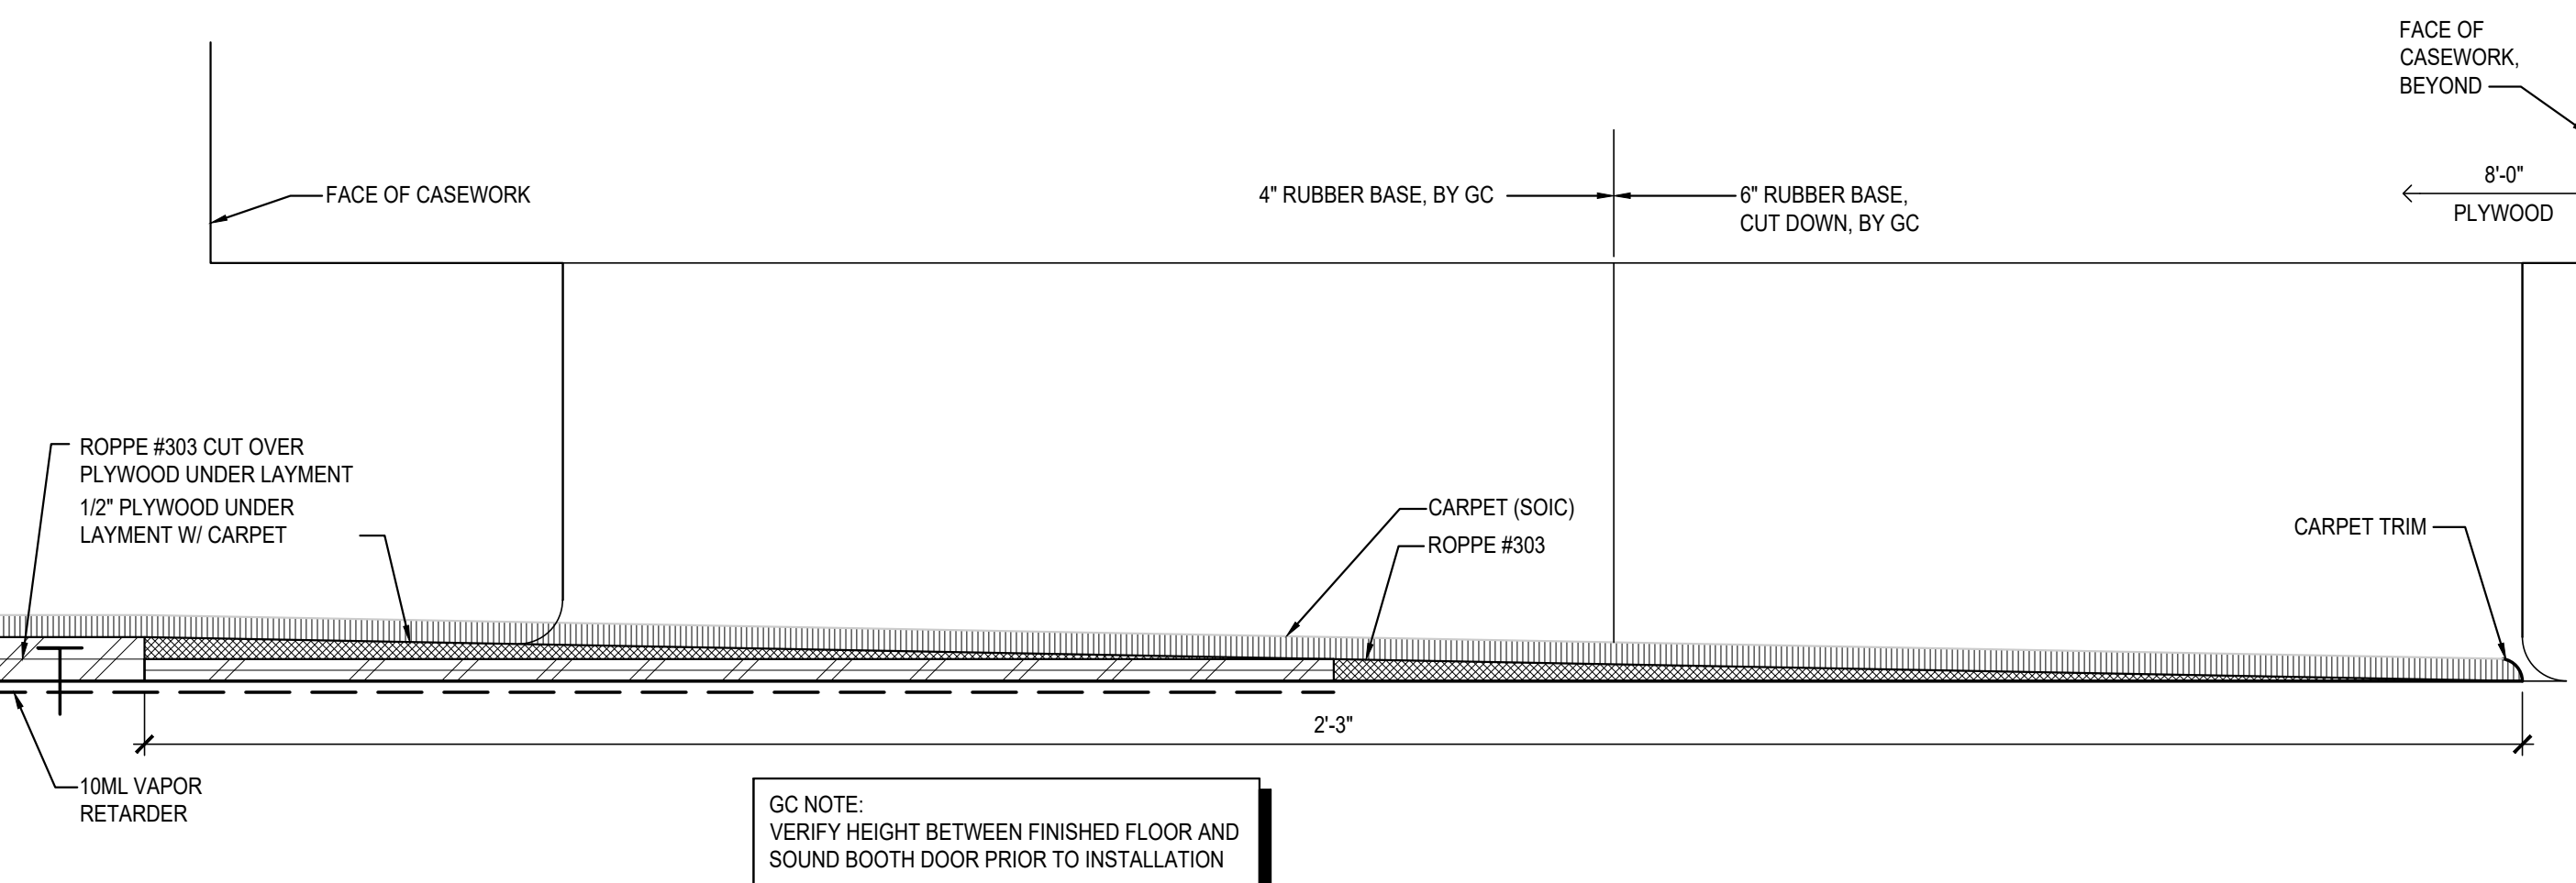 FACE OF
CASEWORK,
BEYOND
8'-0"
PLYWOOD
FACE OF CASEWORK
4" RUBBER BASE, BY GC
6" RUBBER BASE,
CUT DOWN, BY GC
ROPPE #303 CUT OVER
PLYWOOD UNDER LAYMENT
1/2" PLYWOOD UNDER
LAYMENT W/ CARPET
CARPET (SOIC)
ROPPE #303
CARPET TRIM
2'-3"
10ML VAPOR
RETARDER
GC NOTE:
VERIFY HEIGHT BETWEEN FINISHED FLOOR AND
SOUND BOOTH DOOR PRIOR TO INSTALLATION